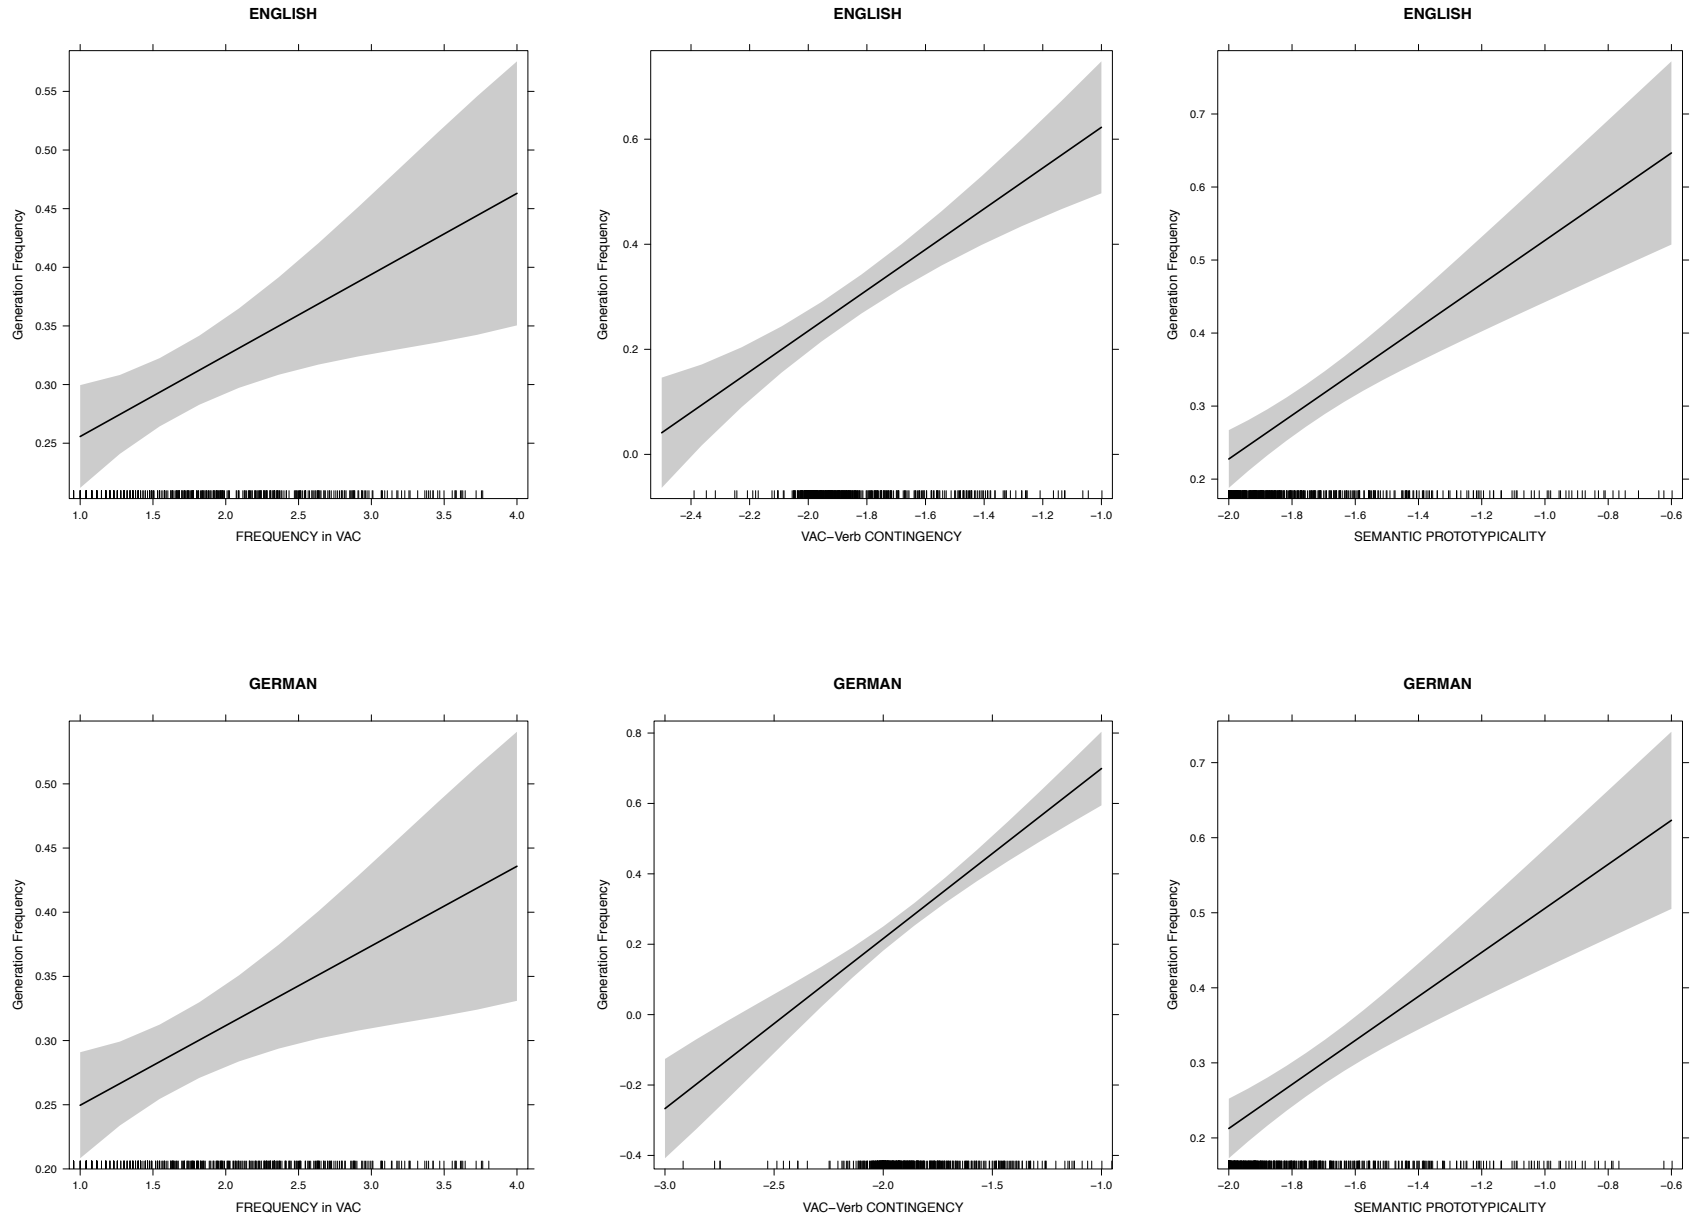 ENGLISH
0.55
0.50
0.45
0.40
0.35
0.30
0.25
Generation Frequency
1.0 1.5 2.0 2.5 3.0 3.5 4.0
FREQUENCY in VAC
ENGLISH
0.6
0.4
0.2
0.0
Generation Frequency
−2.4 −2.2 −2.0 −1.8 −1.6 −1.4 −1.2 −1.0
VAC−Verb CONTINGENCY
ENGLISH
0.7
0.6
0.5
0.4
0.3
0.2
Generation Frequency
−2.0 −1.8 −1.6 −1.4 −1.2 −1.0 −0.8 −0.6
SEMANTIC PROTOTYPICALITY
GERMAN
0.50
0.45
0.40
0.35
0.30
0.25
0.20
Generation Frequency
1.0 1.5 2.0 2.5 3.0 3.5 4.0
FREQUENCY in VAC
GERMAN
0.8
0.6
0.4
0.2
0.0
−0.2
−0.4
Generation Frequency
−3.0 −2.5 −2.0 −1.5 −1.0
VAC−Verb CONTINGENCY
GERMAN
0.7
0.6
0.5
0.4
0.3
0.2
Generation Frequency
−2.0 −1.8 −1.6 −1.4 −1.2 −1.0 −0.8 −0.6
SEMANTIC PROTOTYPICALITY